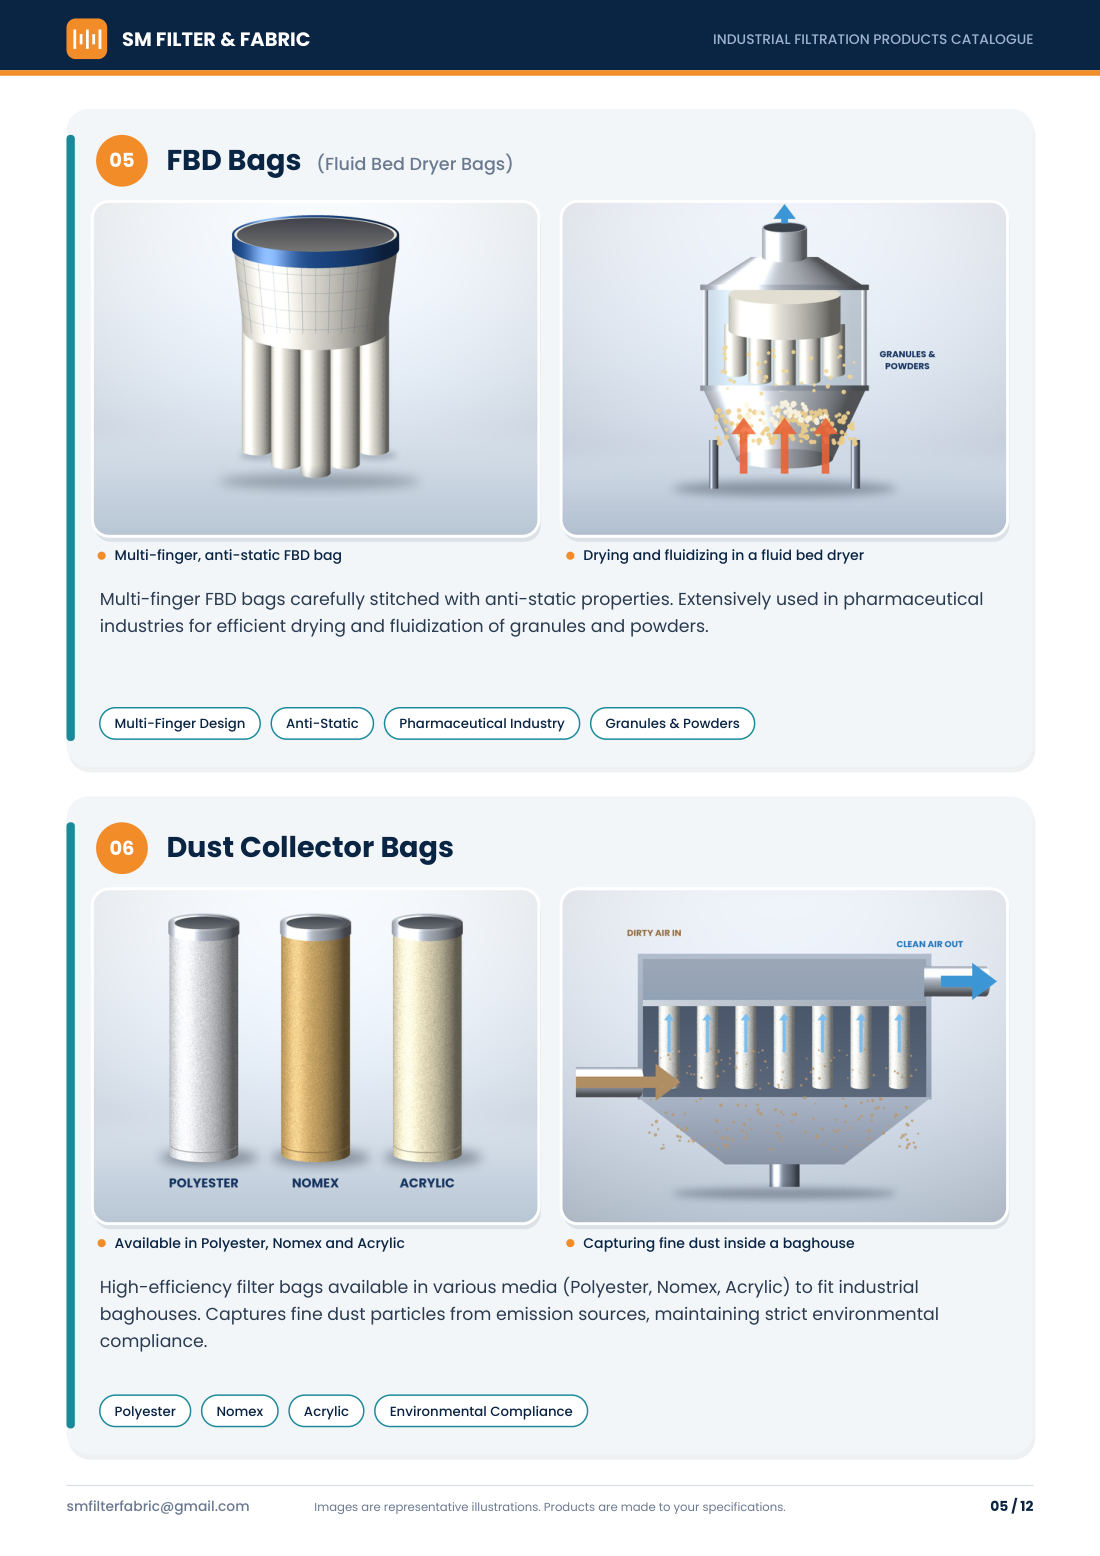 SM FILTER & FABRIC
INDUSTRIAL FILTRATION PRODUCTS CATALOGUE
05
FBD Bags (Fluid Bed Dryer Bags)
GRANULES &
POWDERS
Multi-finger, anti-static FBD bag
Drying and fluidizing in a fluid bed dryer
Multi-finger FBD bags carefully stitched with anti-static properties. Extensively used in pharmaceutical
industries for efficient drying and fluidization of granules and powders.
Multi-Finger Design
Anti-Static
Pharmaceutical Industry
Granules & Powders
06
Dust Collector Bags
POLYESTER
NOMEX
ACRYLIC
DIRTY AIR IN
CLEAN AIR OUT
Available in Polyester, Nomex and Acrylic
Capturing fine dust inside a baghouse
High-efficiency filter bags available in various media (Polyester, Nomex, Acrylic) to fit industrial
baghouses. Captures fine dust particles from emission sources, maintaining strict environmental
compliance.
Polyester
Nomex
Acrylic
Environmental Compliance
smfilterfabric@gmail.com
Images are representative illustrations. Products are made to your specifications.
05 / 12